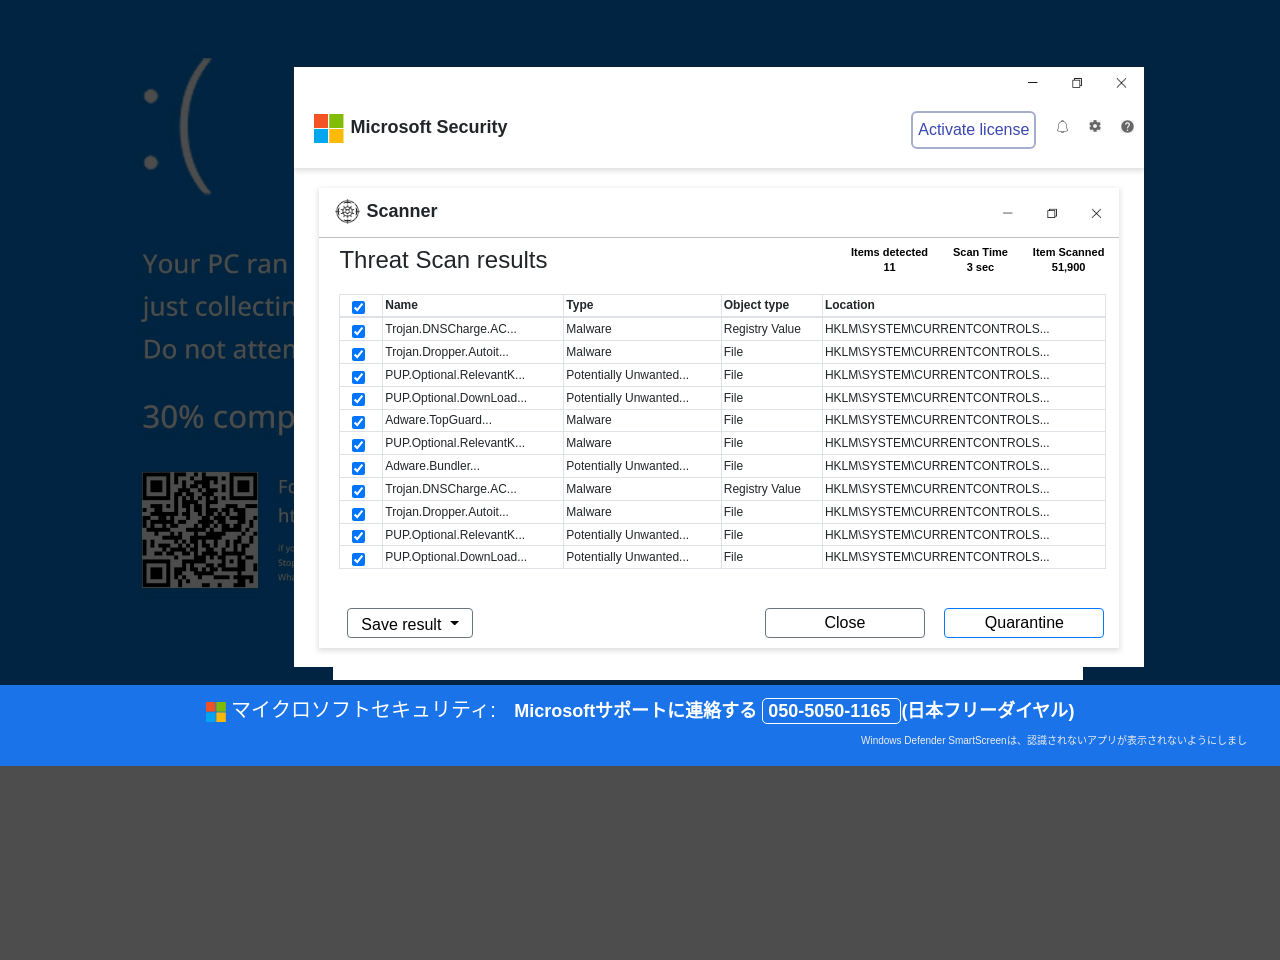 :(
Your PC ran
just collectin
Do not atten
30% comp
Microsoft Security
Activate license
Scanner
Threat Scan results
Items detected Scan Time Item Scanned
11 3 sec 51,900
Name Type Object type Location
Trojan.DNSCharge.AC... Malware Registry Value HKLM\SYSTEM\CURRENTCONTROLS...
Trojan.Dropper.Autoit... Malware File HKLM\SYSTEM\CURRENTCONTROLS...
PUP.Optional.RelevantK... Potentially Unwanted... File HKLM\SYSTEM\CURRENTCONTROLS...
PUP.Optional.DownLoad... Potentially Unwanted... File HKLM\SYSTEM\CURRENTCONTROLS...
Adware.TopGuard... Malware File HKLM\SYSTEM\CURRENTCONTROLS...
PUP.Optional.RelevantK... Malware File HKLM\SYSTEM\CURRENTCONTROLS...
Adware.Bundler... Potentially Unwanted... File HKLM\SYSTEM\CURRENTCONTROLS...
Trojan.DNSCharge.AC... Malware Registry Value HKLM\SYSTEM\CURRENTCONTROLS...
Trojan.Dropper.Autoit... Malware File HKLM\SYSTEM\CURRENTCONTROLS...
PUP.Optional.RelevantK... Potentially Unwanted... File HKLM\SYSTEM\CURRENTCONTROLS...
PUP.Optional.DownLoad... Potentially Unwanted... File HKLM\SYSTEM\CURRENTCONTROLS...
Save result Close Quarantine
マイクロソフトセキュリティ: Microsoftサポートに連絡する 050-5050-1165 (日本フリーダイヤル)
Windows Defender SmartScreenは、認識されないアプリが表示されないようにしまし